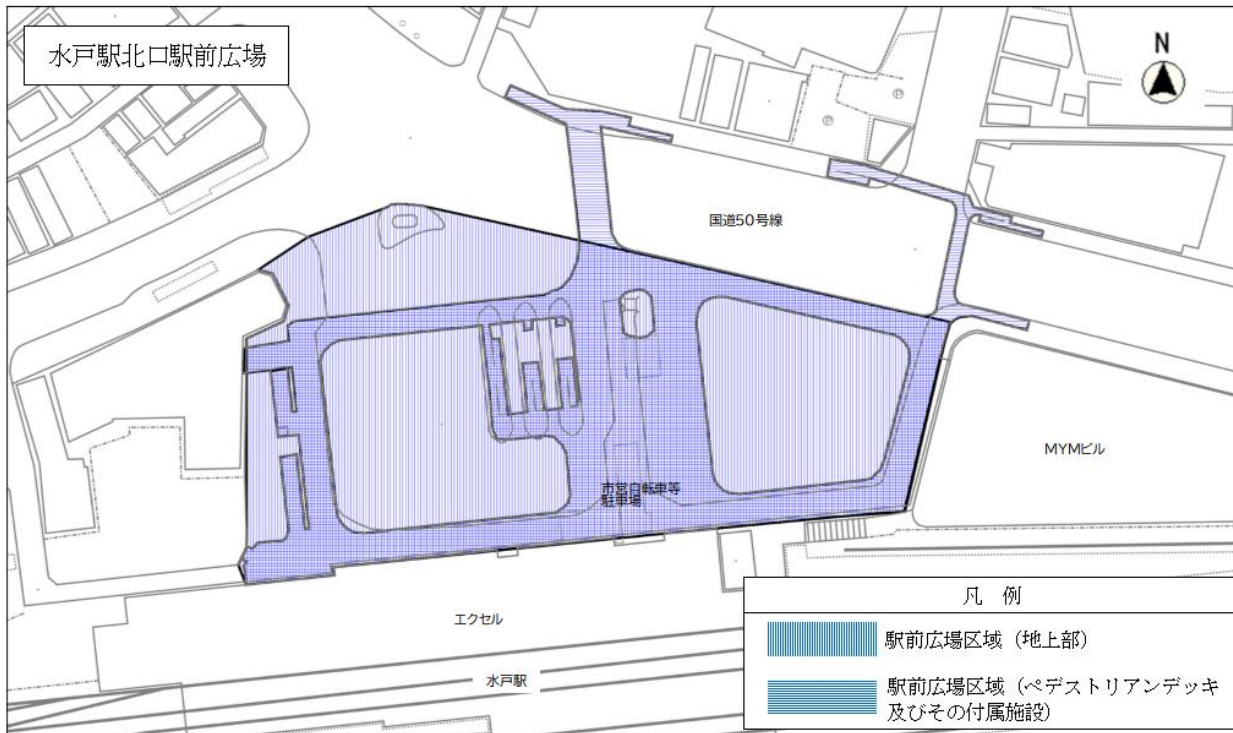 水戸駅北口駅前広場
N
Ⓟ
Ⓟ
国道50号線
MYMビル
市営自転車等
駐車場
エクセル
水戸駅
凡 例
駅前広場区域（地上部）
駅前広場区域（ペデストリアンデッキ
及びその付属施設）